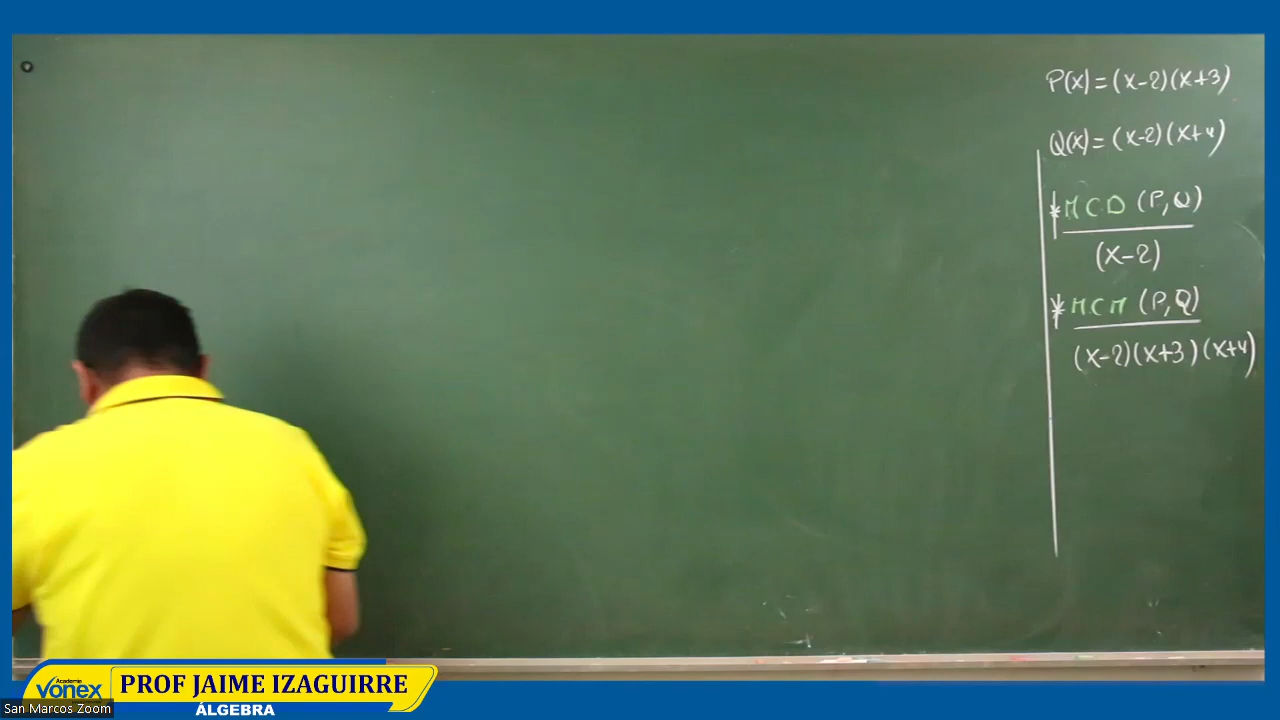 P(x) = (x-2)(x+3)
Q(x) = (x-2)(x+4)
* MCD (P,Q)
(x-2)
* MCM (P,Q)
(x-2)(x+3)(x+4)
Academia
Vonex
PROF JAIME IZAGUIRRE
ÁLGEBRA
San Marcos Zoom